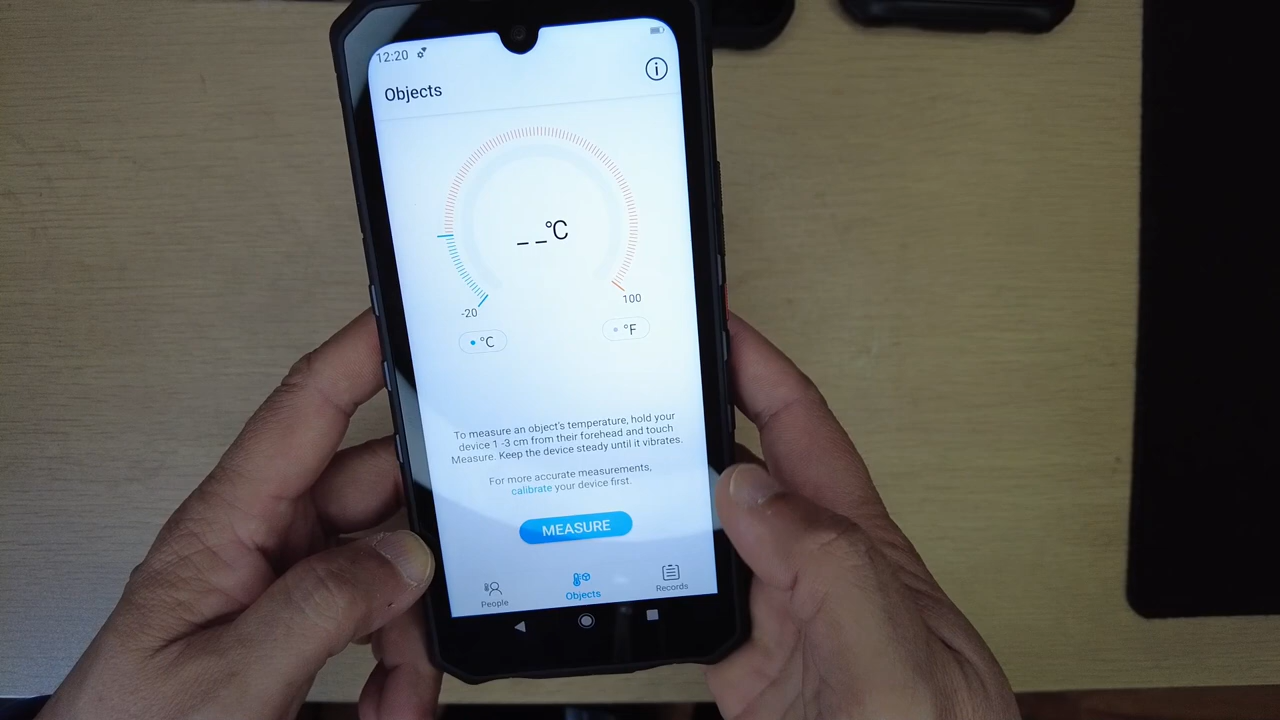 12:20
Objects
_ _°C
-20
100
°C
°F
To measure an object's temperature, hold your
device 1 -3 cm from their forehead and touch
Measure. Keep the device steady until it vibrates.
For more accurate measurements,
calibrate your device first.
MEASURE
People
Objects
Records